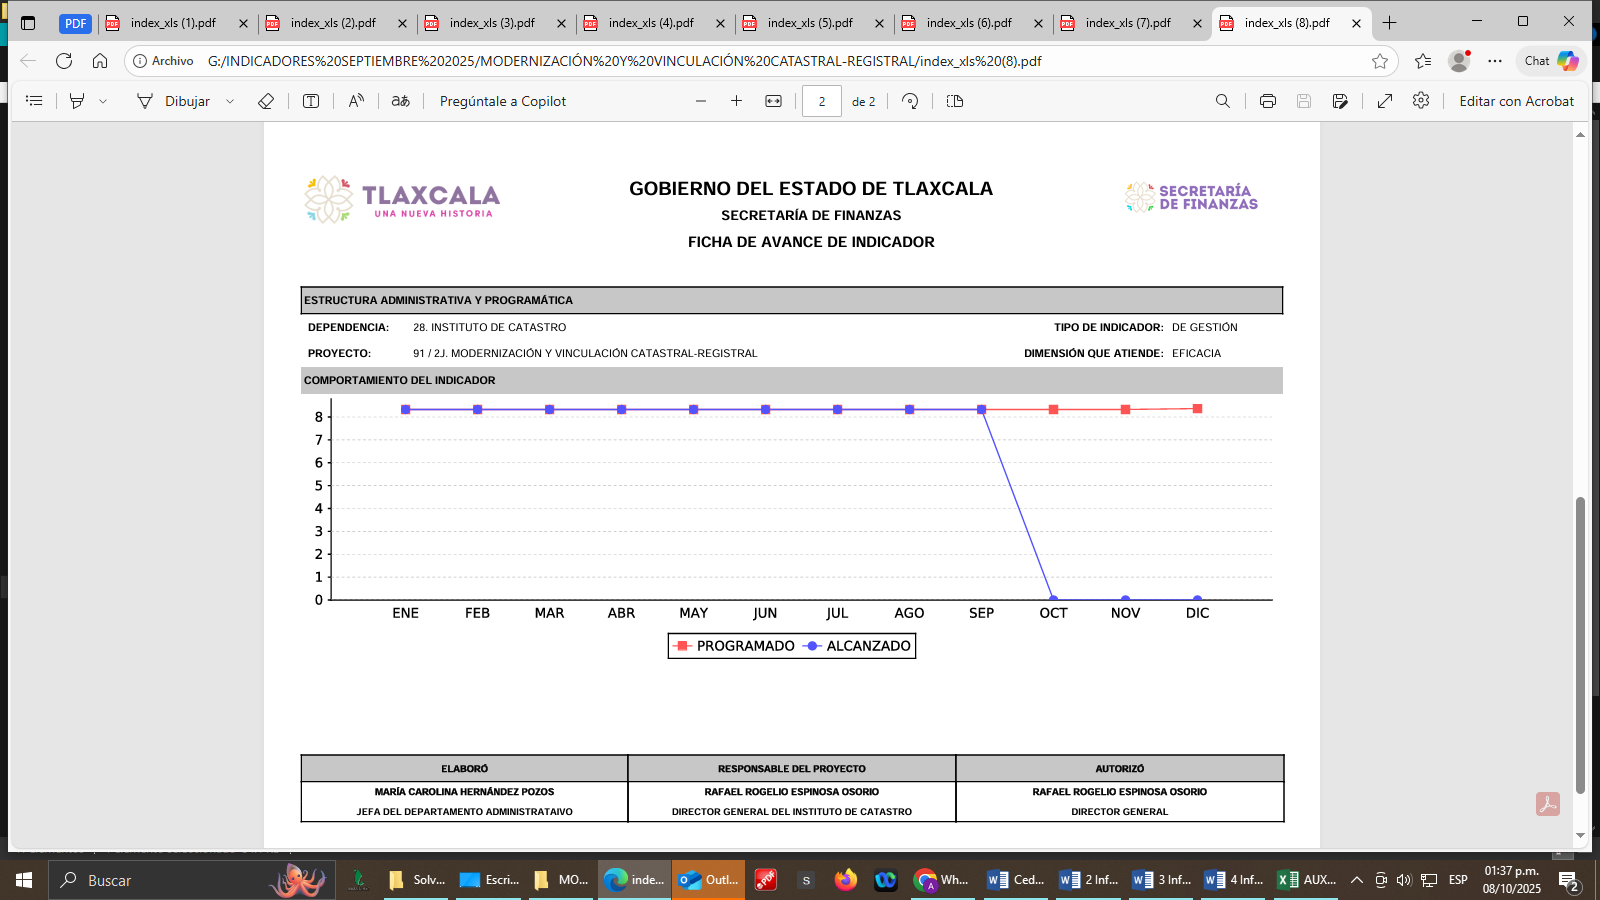 PDF
index_xls (1).pdf
index_xls (2).pdf
index_xls (3).pdf
index_xls (4).pdf
index_xls (5).pdf
index_xls (6).pdf
index_xls (7).pdf
index_xls (8).pdf
Archivo
G:/INDICADORES%20SEPTIEMBRE%202025/MODERNIZACIÓN%20Y%20VINCULACIÓN%20CATASTRAL-REGISTRAL/index_xls%20(8).pdf
Chat
Dibujar
Pregúntale a Copilot
2
de 2
Editar con Acrobat
TLAXCALA
UNA NUEVA HISTORIA
GOBIERNO DEL ESTADO DE TLAXCALA
SECRETARÍA DE FINANZAS
FICHA DE AVANCE DE INDICADOR
SECRETARÍA
DE FINANZAS
ESTRUCTURA ADMINISTRATIVA Y PROGRAMÁTICA
DEPENDENCIA: 28. INSTITUTO DE CATASTRO TIPO DE INDICADOR: DE GESTIÓN
PROYECTO: 91 / 2J. MODERNIZACIÓN Y VINCULACIÓN CATASTRAL-REGISTRAL DIMENSIÓN QUE ATIENDE: EFICACIA
COMPORTAMIENTO DEL INDICADOR
8
7
6
5
4
3
2
1
0
ENE FEB MAR ABR MAY JUN JUL AGO SEP OCT NOV DIC
PROGRAMADO ALCANZADO
ELABORÓ RESPONSABLE DEL PROYECTO AUTORIZÓ
MARÍA CAROLINA HERNÁNDEZ POZOS RAFAEL ROGELIO ESPINOSA OSORIO RAFAEL ROGELIO ESPINOSA OSORIO
JEFA DEL DEPARTAMENTO ADMINISTRATAIVO DIRECTOR GENERAL DEL INSTITUTO DE CATASTRO DIRECTOR GENERAL
Buscar
Solv...
Escri...
MO...
inde...
Outl...
Wh...
Ced...
2 Inf...
3 Inf...
4 Inf...
AUX...
ESP
01:37 p.m.
08/10/2025
2